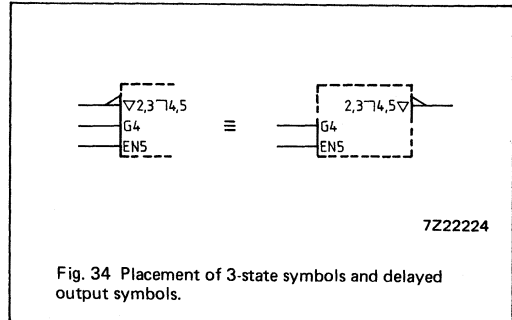 ▽2,3┐4,5
G4
EN5
≡
2,3┐4,5▽
G4
EN5
7Z22224
Fig. 34 Placement of 3-state symbols and delayed
output symbols.